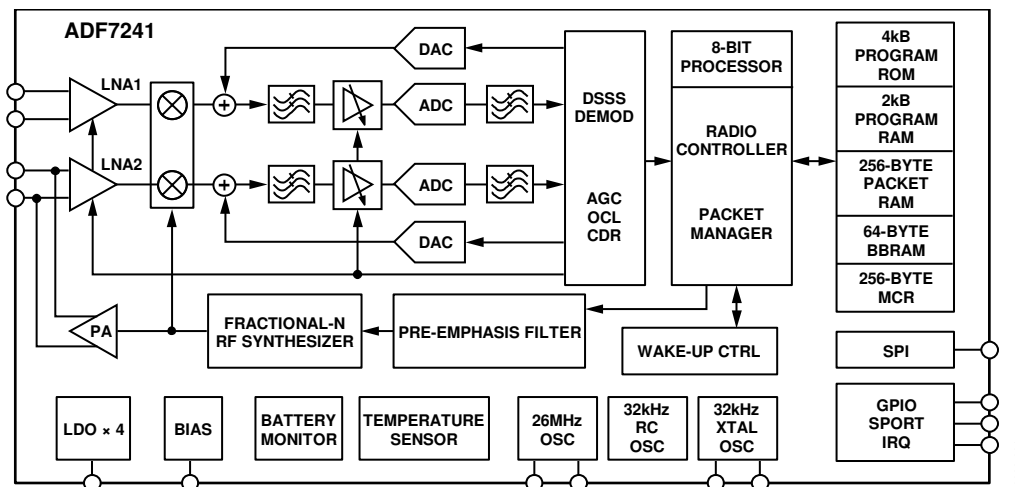 ADF7241
DAC
LNA1
ADC
LNA2
ADC
DAC
DSSS
DEMOD
AGC
OCL
CDR
8-BIT
PROCESSOR
RADIO
CONTROLLER
PACKET
MANAGER
4kB
PROGRAM
ROM
2kB
PROGRAM
RAM
256-BYTE
PACKET
RAM
64-BYTE
BBRAM
256-BYTE
MCR
PA
FRACTIONAL-N
RF SYNTHESIZER
PRE-EMPHASIS FILTER
WAKE-UP CTRL
SPI
LDO × 4
BIAS
BATTERY
MONITOR
TEMPERATURE
SENSOR
26MHz
OSC
32kHz
RC
OSC
32kHz
XTAL
OSC
GPIO
SPORT
IRQ